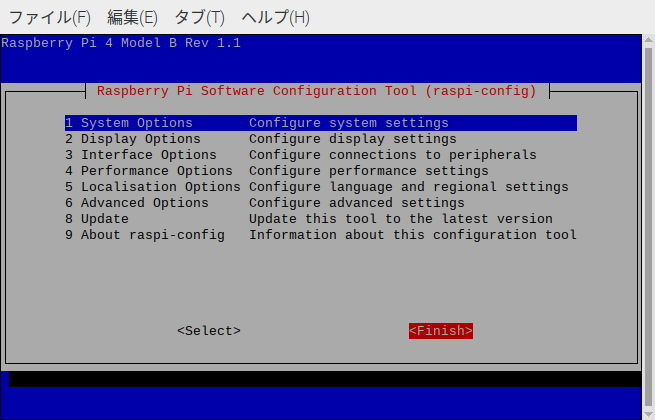 ファイル(F) 編集(E) タブ(T) ヘルプ(H)
Raspberry Pi 4 Model B Rev 1.1
Raspberry Pi Software Configuration Tool (raspi-config)
1 System Options Configure system settings
2 Display Options Configure display settings
3 Interface Options Configure connections to peripherals
4 Performance Options Configure performance settings
5 Localisation Options Configure language and regional settings
6 Advanced Options Configure advanced settings
8 Update Update this tool to the latest version
9 About raspi-config Information about this configuration tool
<Select> <Finish>